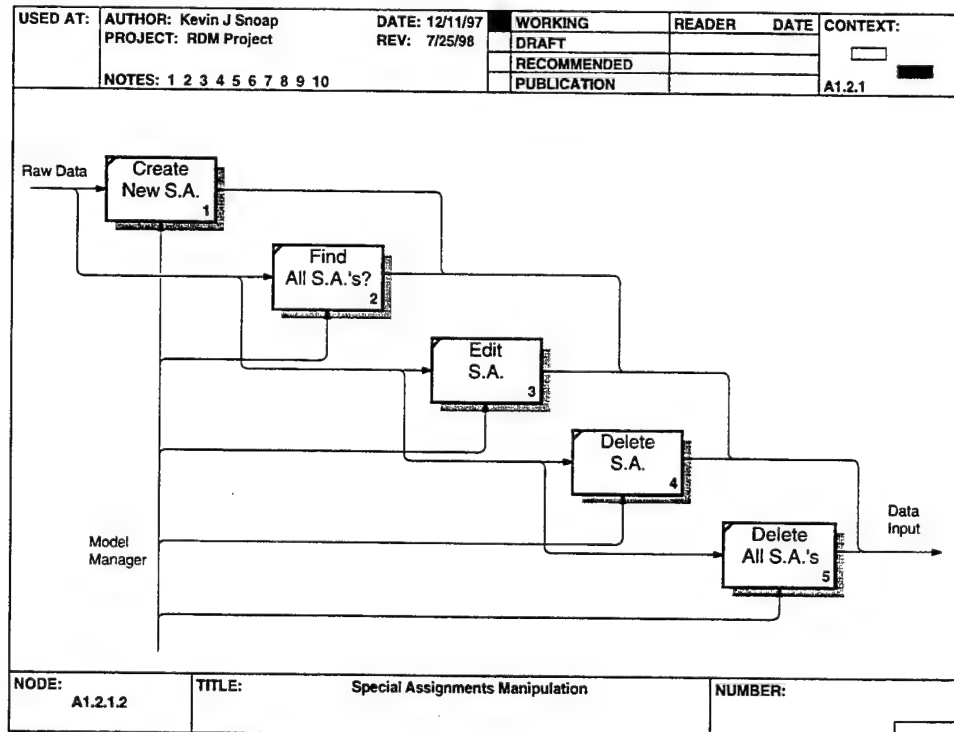 USED AT:
AUTHOR: Kevin J Snoap
DATE: 12/11/97
PROJECT: RDM Project
REV: 7/25/98
NOTES: 1 2 3 4 5 6 7 8 9 10
WORKING
DRAFT
RECOMMENDED
PUBLICATION
READER DATE
CONTEXT:
A1.2.1
Raw Data
Create
New S.A.
1
Find
All S.A.'s?
2
Edit
S.A.
3
Delete
S.A.
4
Delete
All S.A.'s
5
Model
Manager
Data
Input
NODE:
A1.2.1.2
TITLE:
Special Assignments Manipulation
NUMBER: